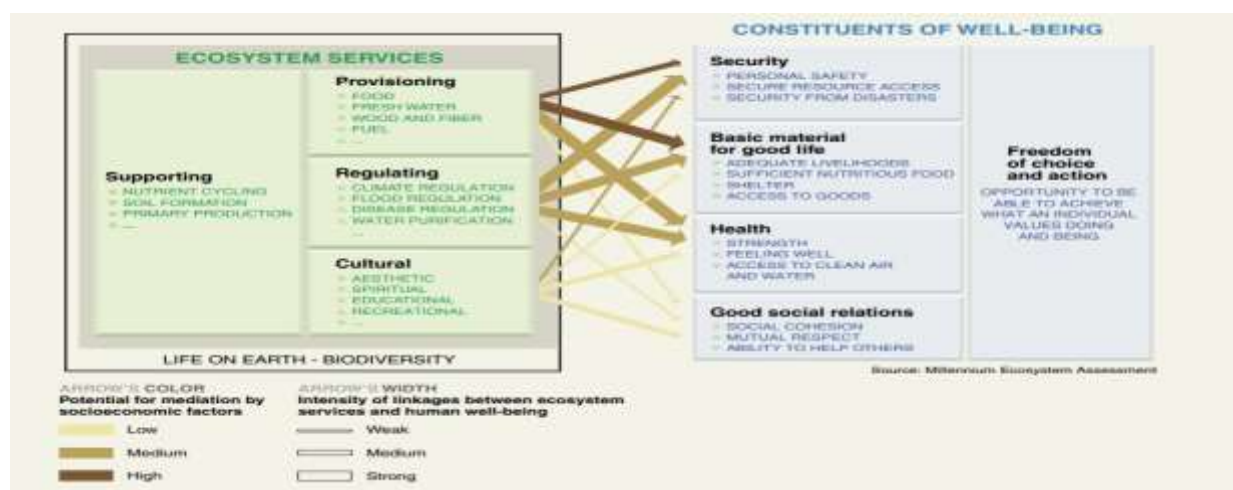 CONSTITUENTS OF WELL-BEING
ECOSYSTEM SERVICES
Supporting
NUTRIENT CYCLING
SOIL FORMATION
PRIMARY PRODUCTION
...
Provisioning
FOOD
FRESH WATER
WOOD AND FIBER
FUEL
...
Regulating
CLIMATE REGULATION
FLOOD REGULATION
DISEASE REGULATION
WATER PURIFICATION
...
Cultural
AESTHETIC
SPIRITUAL
EDUCATIONAL
RECREATIONAL
...
LIFE ON EARTH - BIODIVERSITY
Security
PERSONAL SAFETY
SECURE RESOURCE ACCESS
SECURITY FROM DISASTERS
Basic material
for good life
ADEQUATE LIVELIHOODS
SUFFICIENT NUTRITIOUS FOOD
SHELTER
ACCESS TO GOODS
Health
STRENGTH
FEELING WELL
ACCESS TO CLEAN AIR
AND WATER
Good social relations
SOCIAL COHESION
MUTUAL RESPECT
ABILITY TO HELP OTHERS
Freedom
of choice
and action
OPPORTUNITY TO BE
ABLE TO ACHIEVE
WHAT AN INDIVIDUAL
VALUES DOING
AND BEING
Source: Millennium Ecosystem Assessment
ARROW'S COLOR
Potential for mediation by
socioeconomic factors
Low
Medium
High
ARROW'S WIDTH
Intensity of linkages between ecosystem
services and human well-being
Weak
Medium
Strong